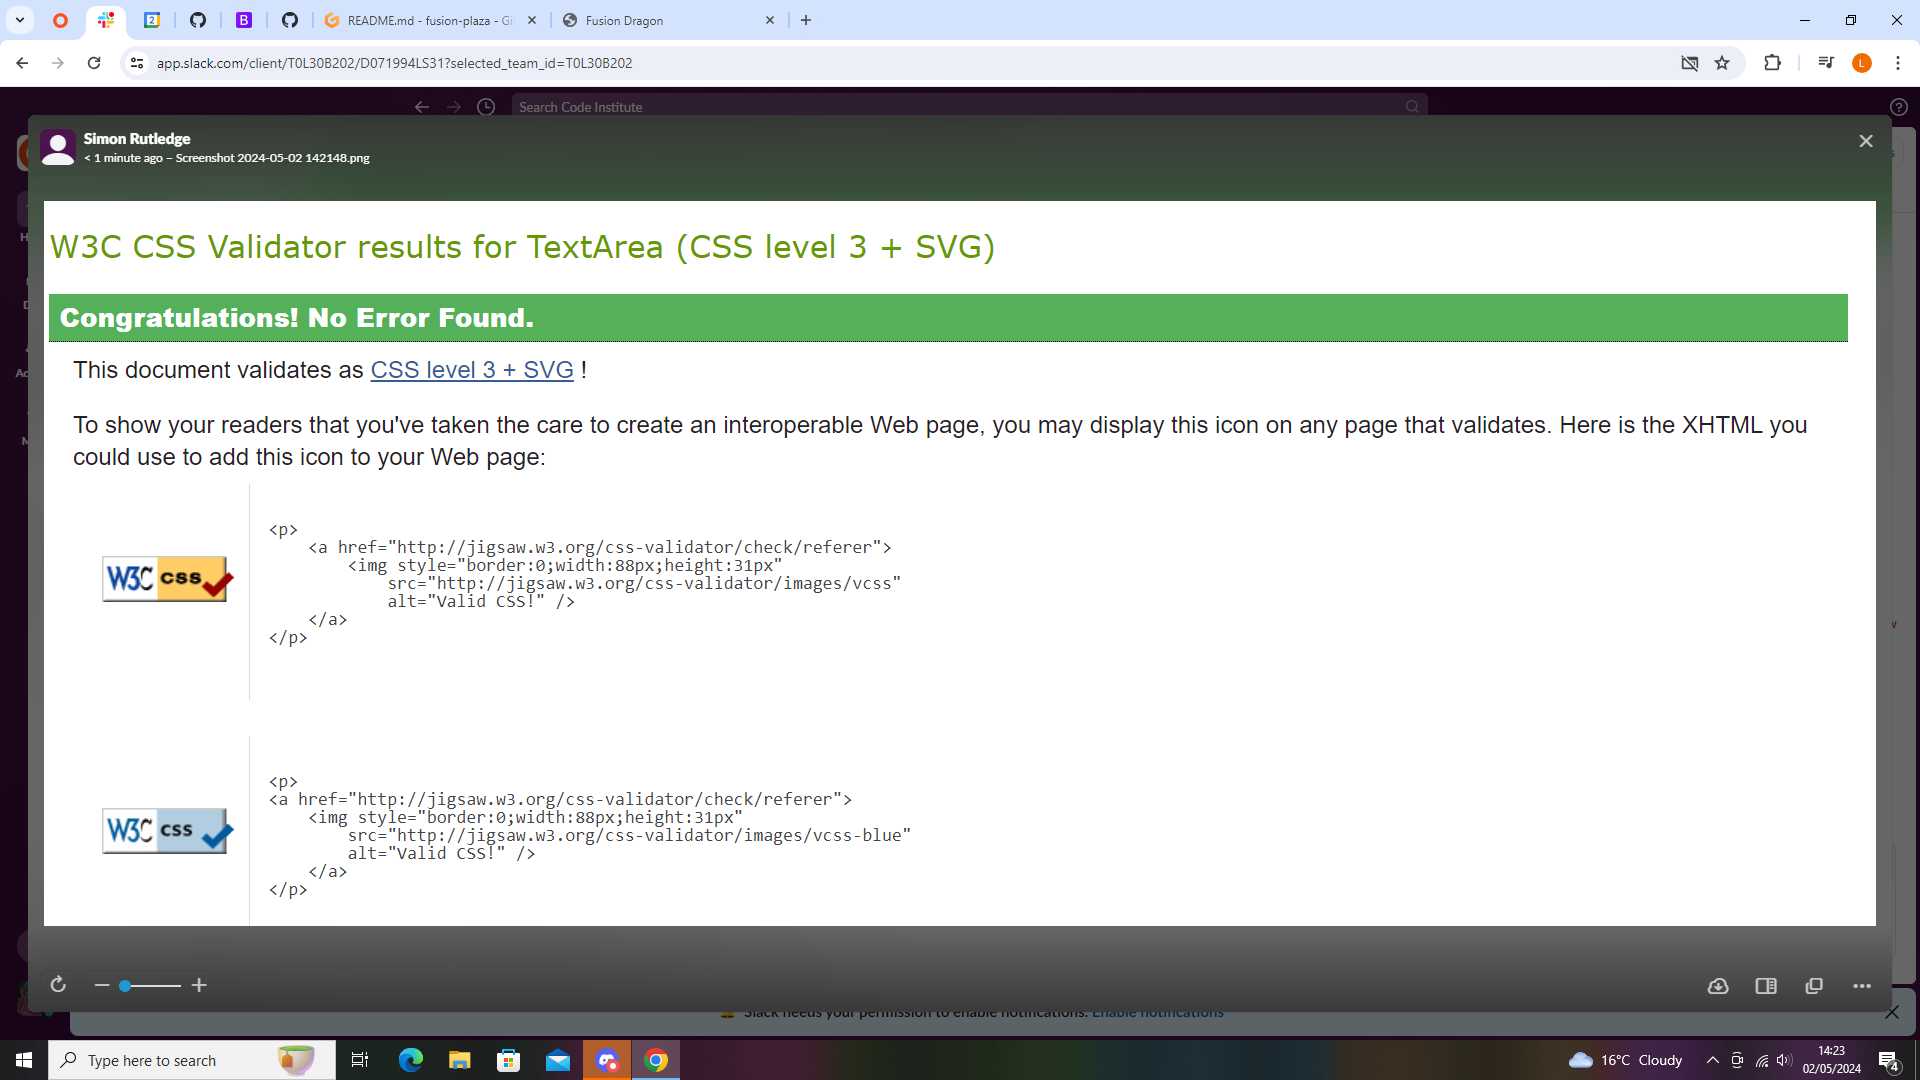 README.md - fusion-plaza - Gi
Fusion Dragon
app.slack.com/client/T0L30B202/D071994LS31?selected_team_id=T0L30B202
L
Search Code Institute
Simon Rutledge
< 1 minute ago – Screenshot 2024-05-02 142148.png
W3C CSS Validator results for TextArea (CSS level 3 + SVG)
Congratulations! No Error Found.
This document validates as CSS level 3 + SVG !
To show your readers that you've taken the care to create an interoperable Web page, you may display this icon on any page that validates. Here is the XHTML you
could use to add this icon to your Web page:
W3C css
<p>
<a href="http://jigsaw.w3.org/css-validator/check/referer">
<img style="border:0;width:88px;height:31px"
src="http://jigsaw.w3.org/css-validator/images/vcss"
alt="Valid CSS!" />
</a>
</p>
W3C css
<p>
<a href="http://jigsaw.w3.org/css-validator/check/referer">
<img style="border:0;width:88px;height:31px"
src="http://jigsaw.w3.org/css-validator/images/vcss-blue"
alt="Valid CSS!" />
</a>
</p>
Slack needs your permission to enable notifications. Enable notifications
Type here to search
16°C Cloudy
14:23
02/05/2024
4